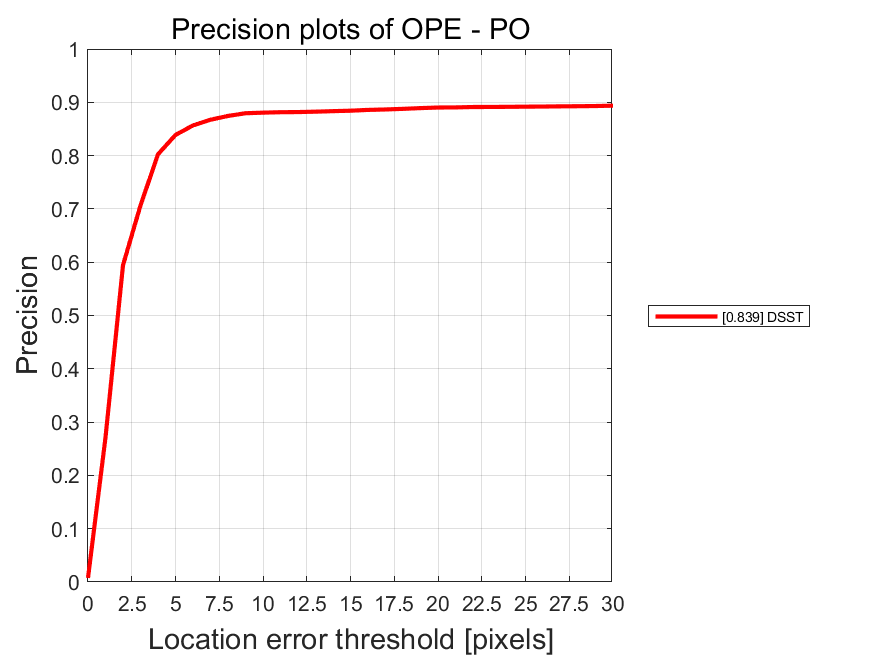 Precision plots of OPE - PO
1
0.9
0.8
0.7
0.6
0.5
0.4
0.3
0.2
0.1
0
Precision
0 2.5 5 7.5 10 12.5 15 17.5 20 22.5 25 27.5 30
Location error threshold [pixels]
[0.839] DSST